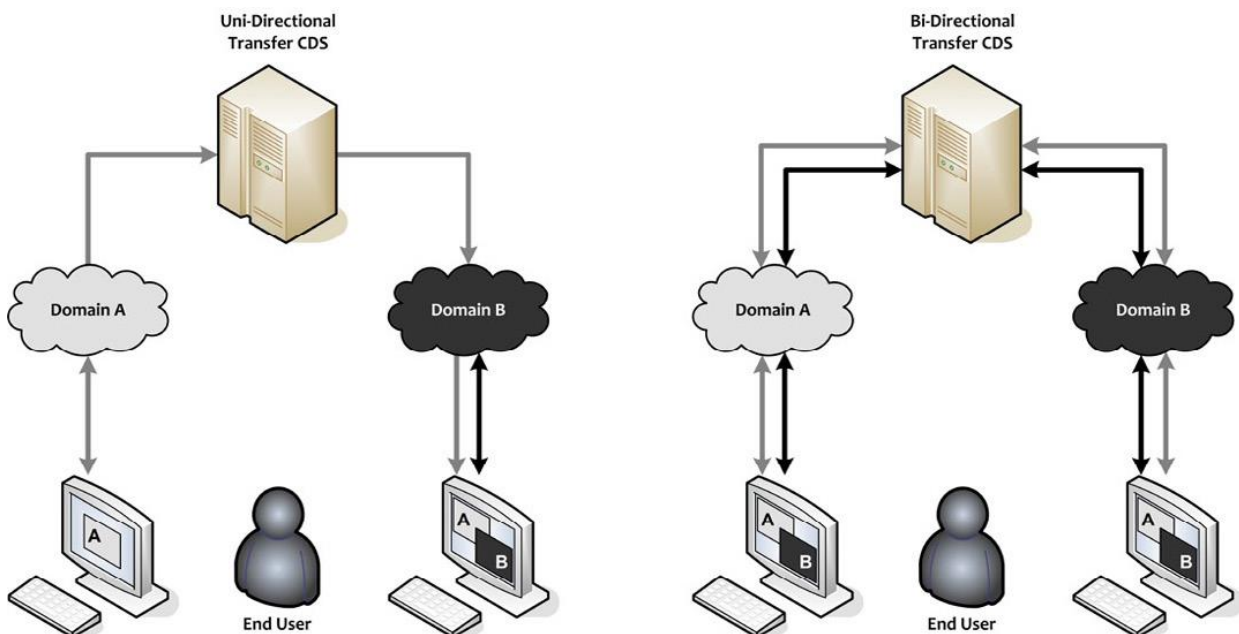 Uni-Directional
Transfer CDS
Domain A
Domain B
A
A
B
End User
Bi-Directional
Transfer CDS
Domain A
Domain B
A
B
A
B
End User